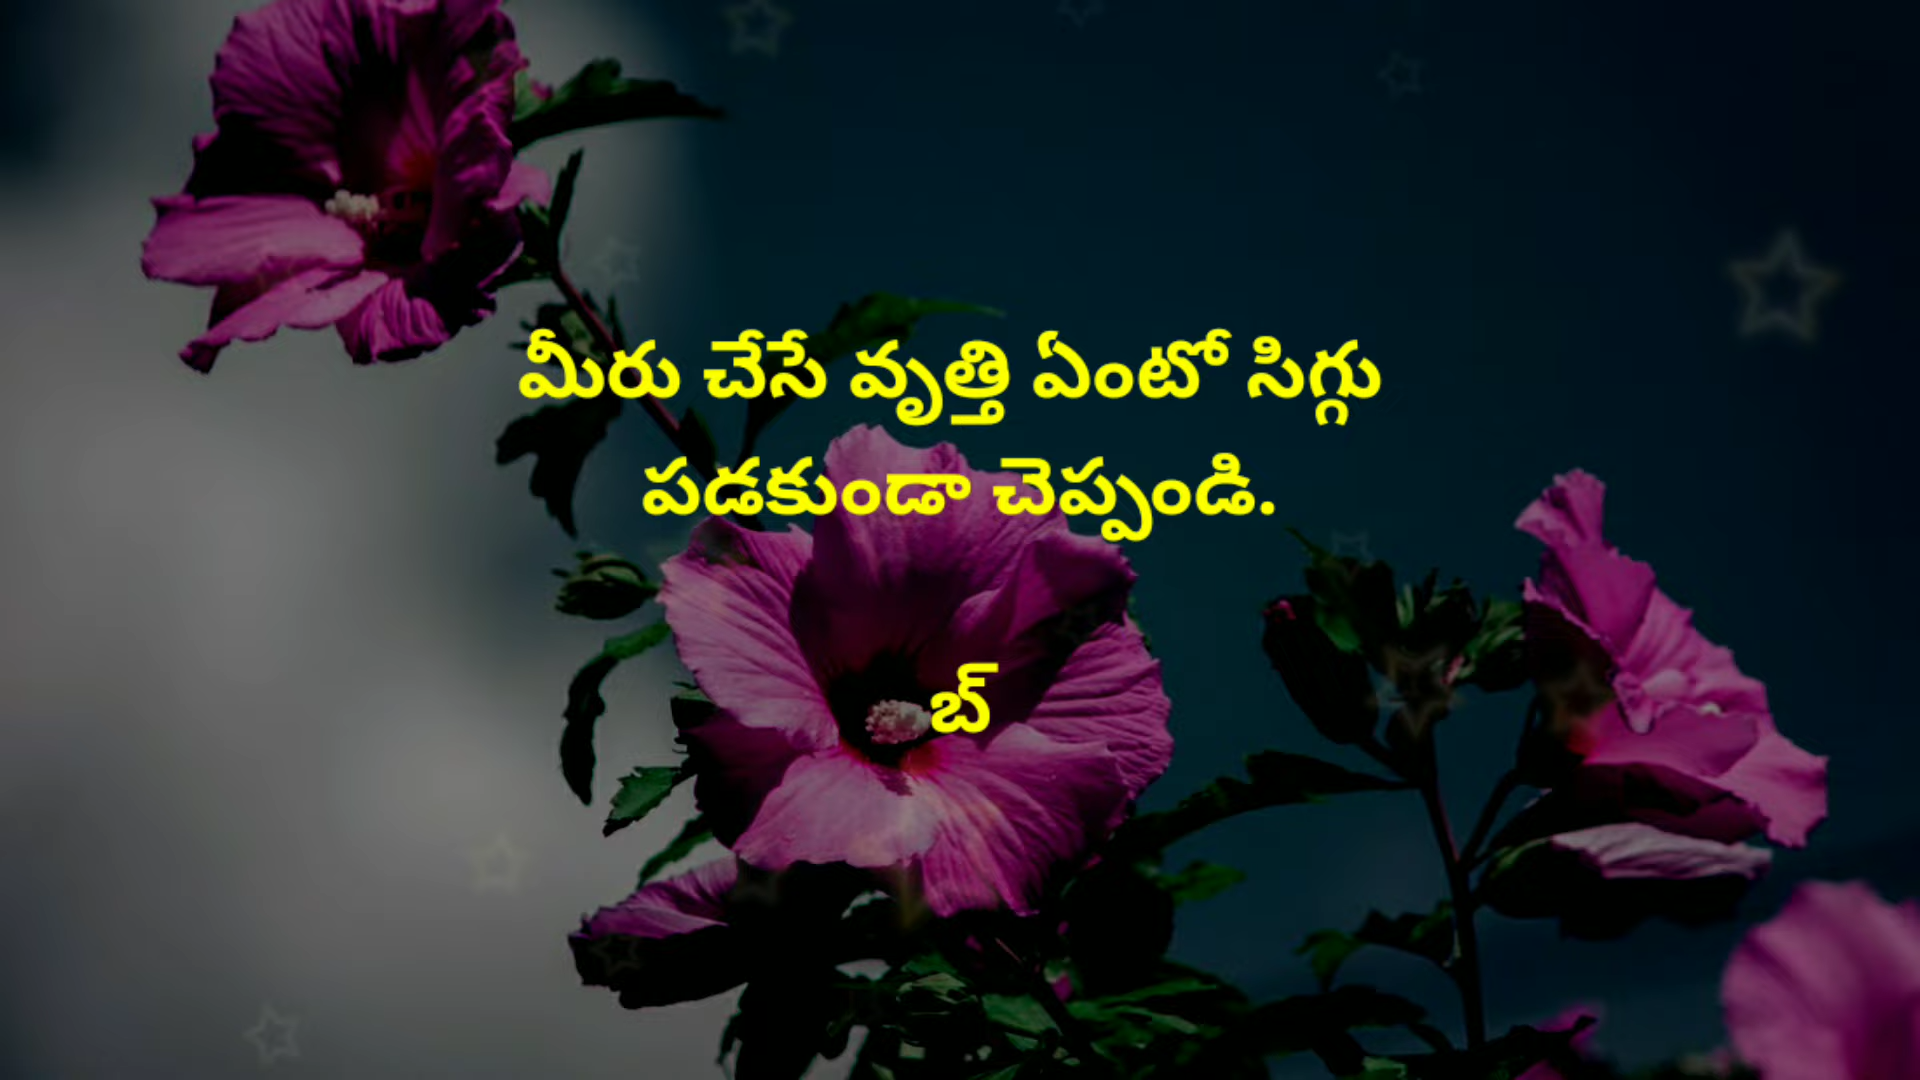 మీరు చేసే వృత్తి ఏంటో సిగ్గు
పడకుండా చెప్పండి.
బ్